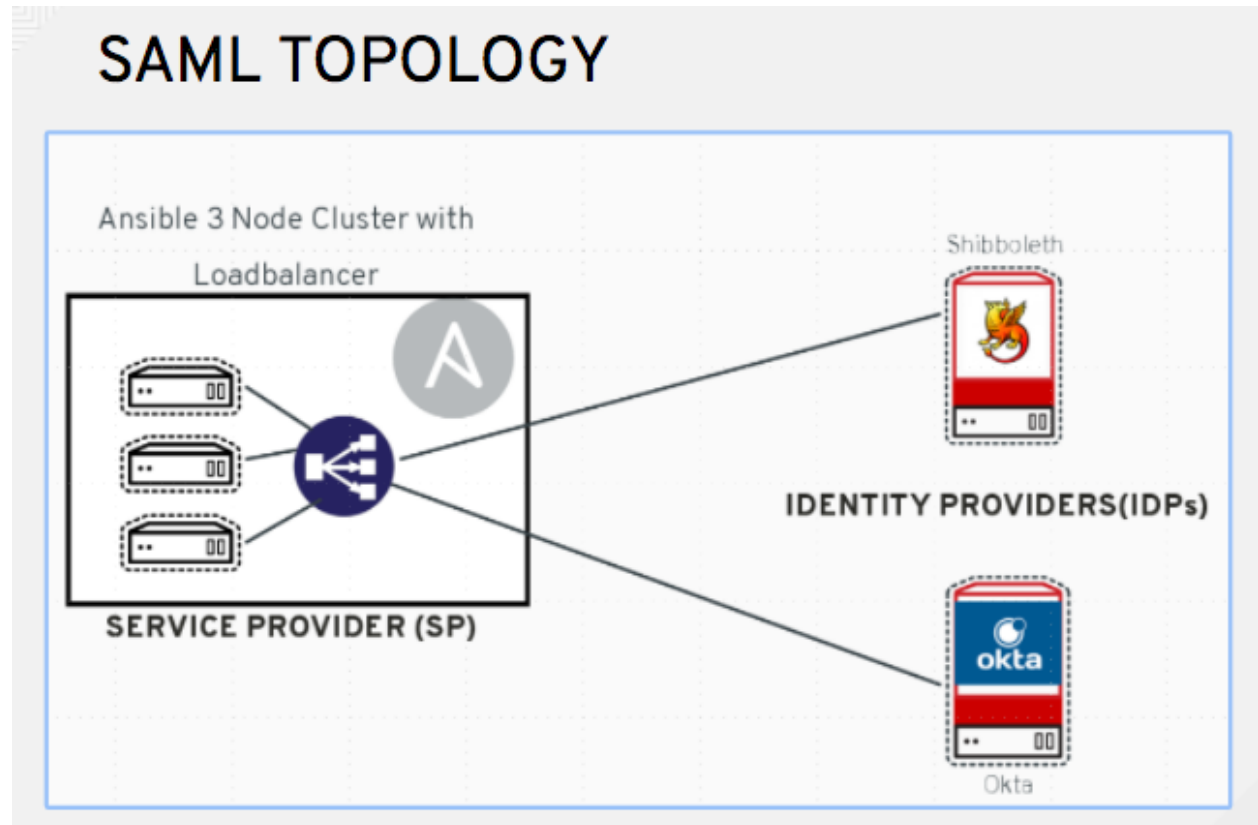 SAML TOPOLOGY
Ansible 3 Node Cluster with
Loadbalancer
SERVICE PROVIDER (SP)
Shibboleth
IDENTITY PROVIDERS(IDPs)
okta
Okta